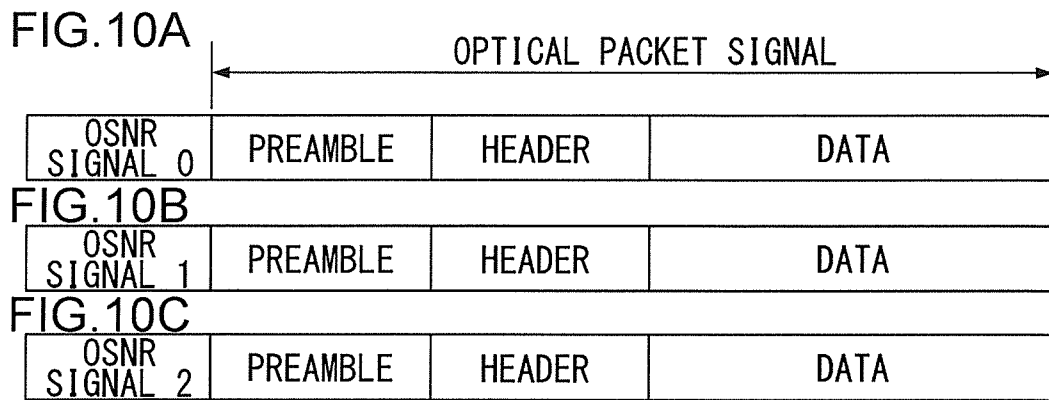 FIG.10A
OPTICAL PACKET SIGNAL
OSNR SIGNAL 0 PREAMBLE HEADER DATA
FIG.10B
OSNR SIGNAL 1 PREAMBLE HEADER DATA
FIG.10C
OSNR SIGNAL 2 PREAMBLE HEADER DATA